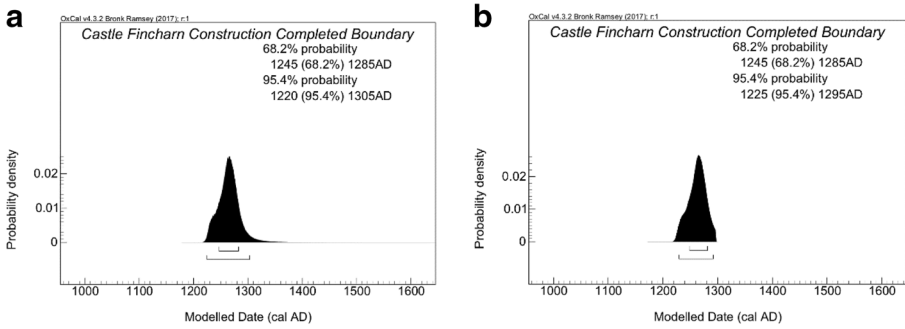 a
OxCal v4.3.2 Bronk Ramsey (2017); r:1
Castle Fincharn Construction Completed Boundary
68.2% probability
1245 (68.2%) 1285AD
95.4% probability
1220 (95.4%) 1305AD
Probability density
0.02
0.01
0
1000 1100 1200 1300 1400 1500 1600
Modelled Date (cal AD)
b
OxCal v4.3.2 Bronk Ramsey (2017); r:1
Castle Fincharn Construction Completed Boundary
68.2% probability
1245 (68.2%) 1285AD
95.4% probability
1225 (95.4%) 1295AD
Probability density
0.02
0.01
0
1000 1100 1200 1300 1400 1500 1600
Modelled Date (cal AD)